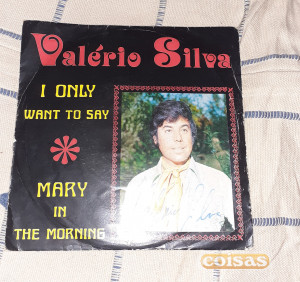 Valério Silva
I ONLY
WANT TO SAY
MARY
IN
THE MORNING
coisas